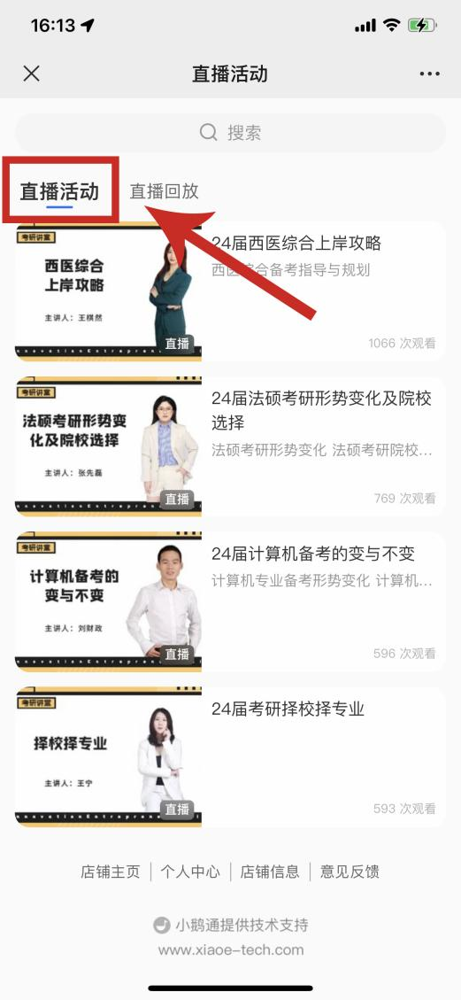 16:13
直播活动
搜索
直播活动
直播回放
考研讲堂
西医综合
上岸攻略
主讲人：王棋然
直播
24届西医综合上岸攻略
西医综合备考指导与规划
1066 次观看
考研讲堂
法硕考研形势变
化及院校选择
主讲人：张先磊
直播
24届法硕考研形势变化及院校
选择
法硕考研形势变化 法硕考研院校...
769 次观看
考研讲堂
计算机备考的
变与不变
主讲人：刘财政
直播
24届计算机备考的变与不变
计算机专业备考形势变化 计算机...
596 次观看
考研讲堂
择校择专业
主讲人：王宁
直播
24届考研择校择专业
593 次观看
店铺主页
个人中心
店铺信息
意见反馈
小鹅通提供技术支持
www.xiaoe-tech.com